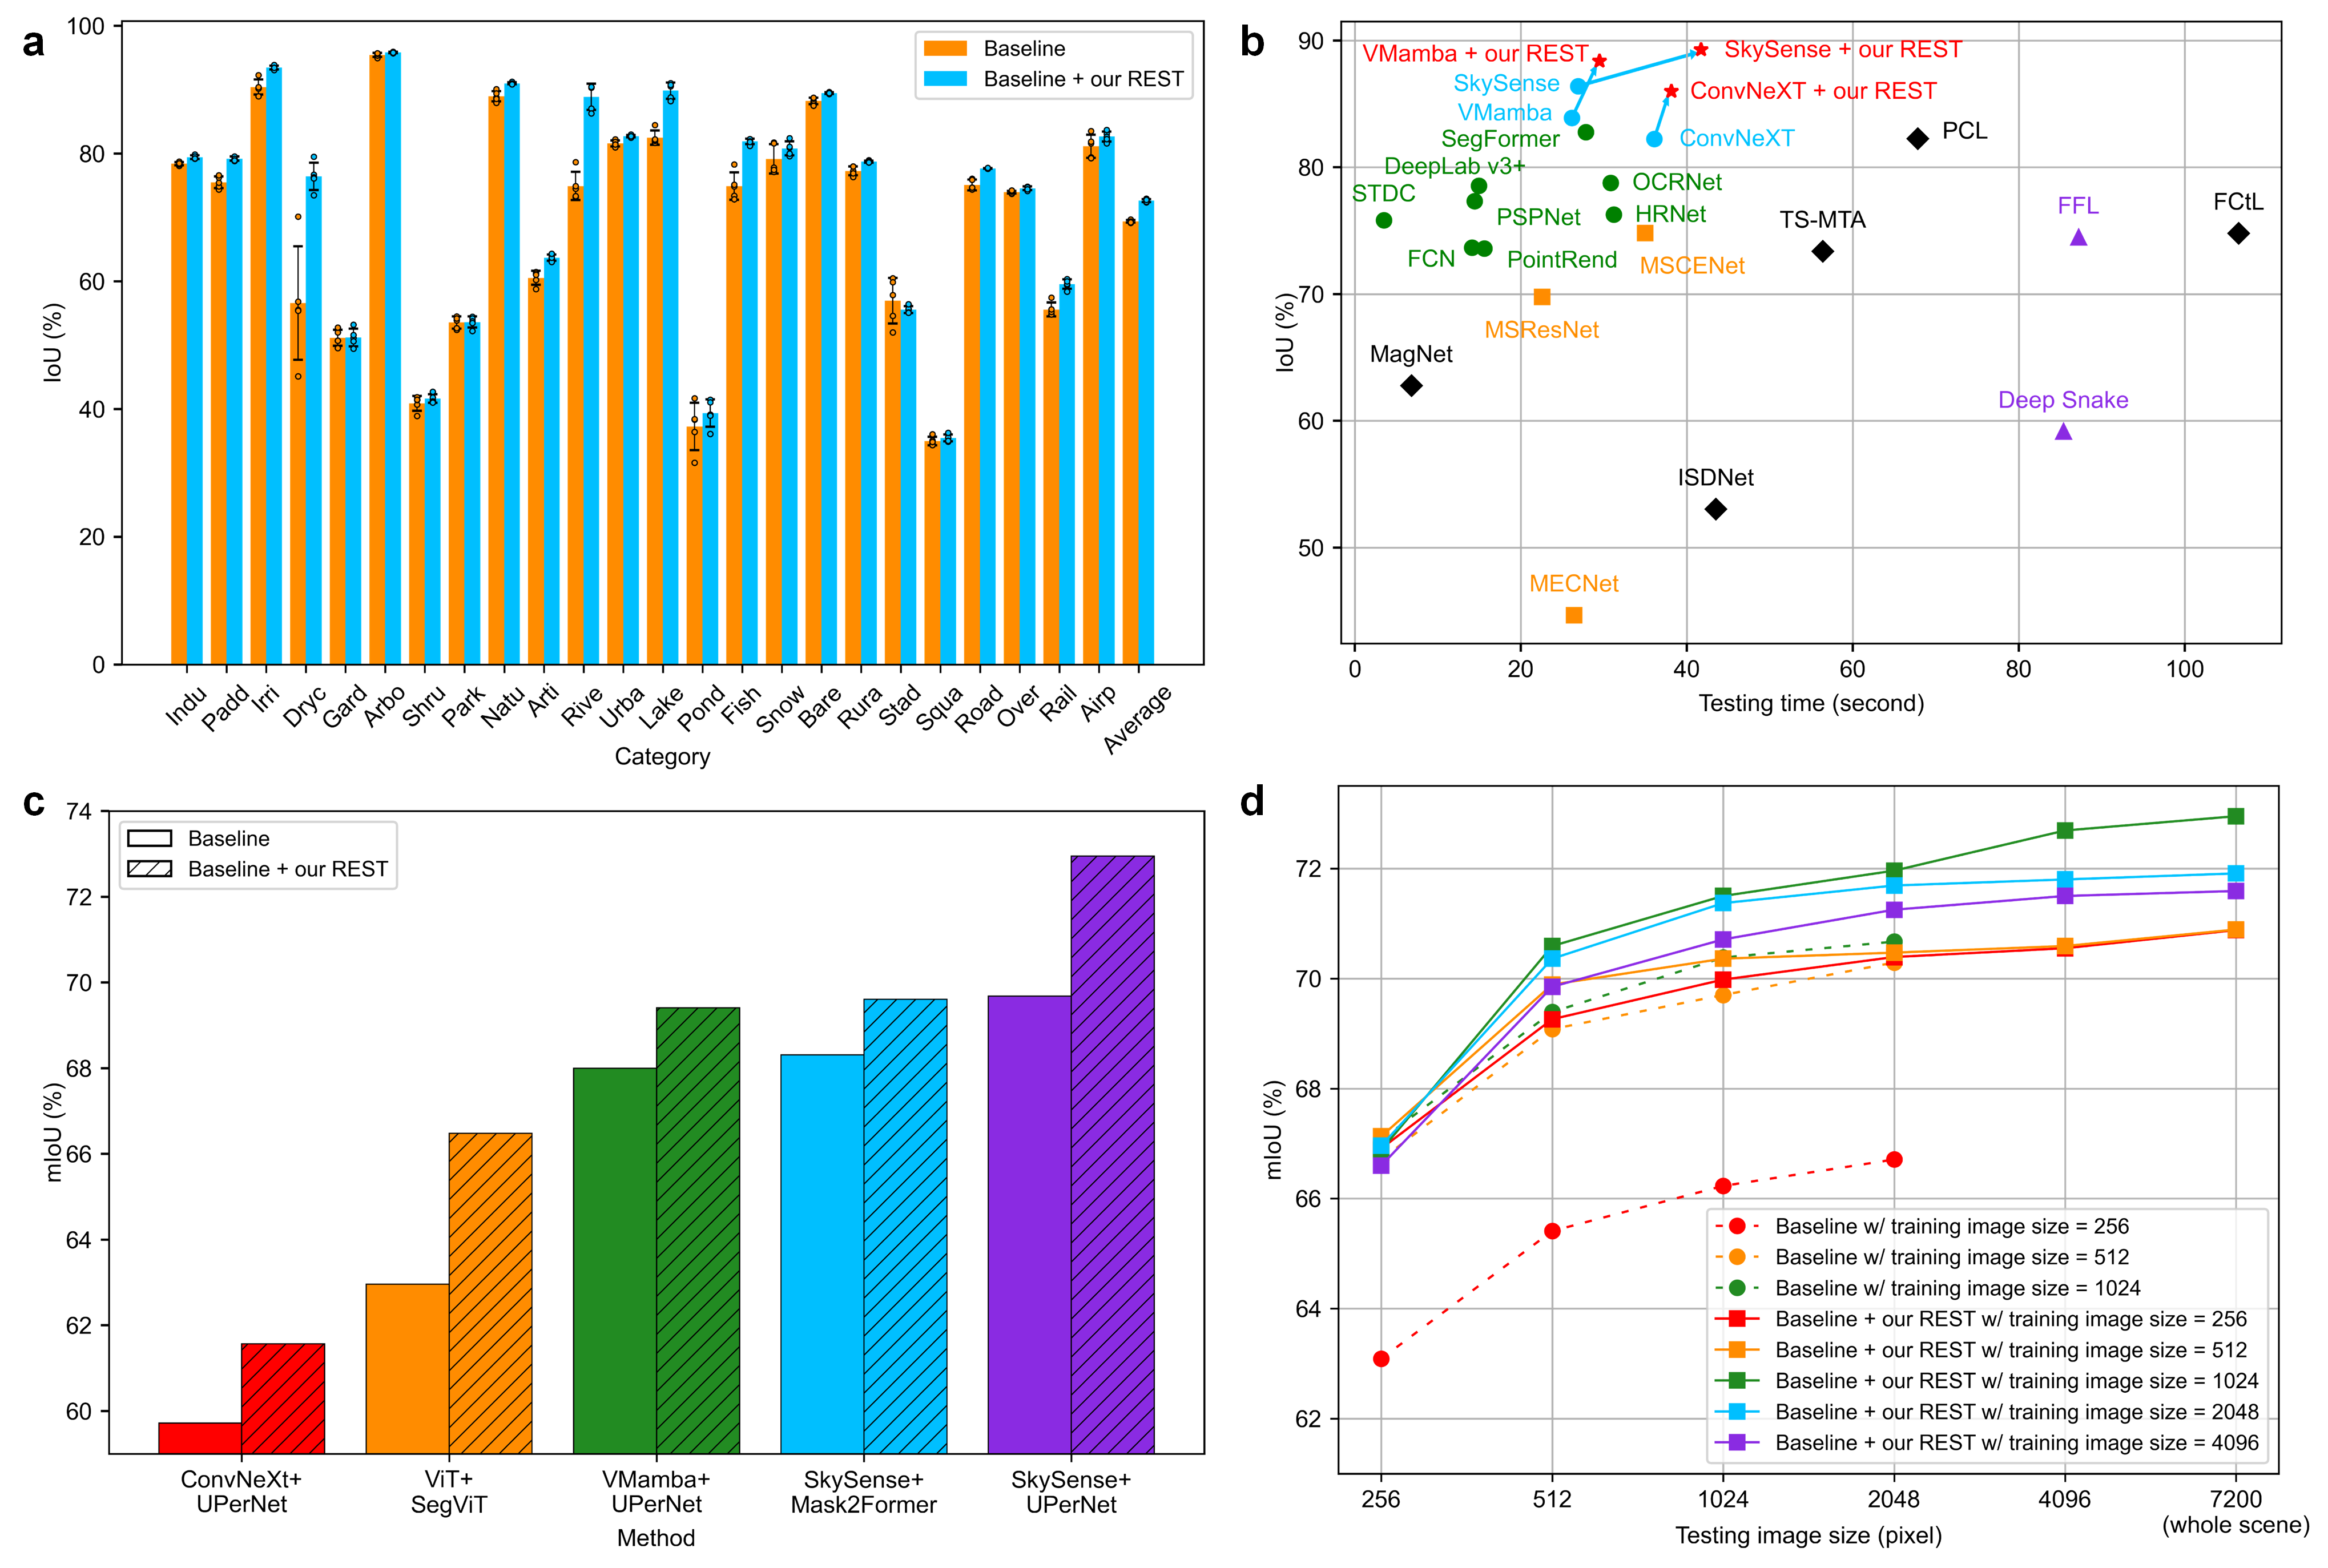 a
100
80
60
40
20
0
IoU (%)
Baseline
Baseline + our REST
Indu
Padd
Irri
Dryc
Gard
Arbo
Shru
Park
Natu
Arti
Rive
Urba
Lake
Pond
Fish
Snow
Bare
Rura
Stad
Squa
Road
Over
Rail
Airp
Average
Category
b
90
80
70
60
50
IoU (%)
VMamba + our REST
SkySense + our REST
SkySense
ConvNeXT + our REST
VMamba
SegFormer
ConvNeXT
PCL
DeepLab v3+
STDC
OCRNet
PSPNet
HRNet
TS-MTA
FFL
FCtL
FCN
PointRend
MSCENet
MSResNet
MagNet
Deep Snake
ISDNet
MECNet
0
20
40
60
80
100
Testing time (second)
c
74
72
70
68
66
64
62
60
mIoU (%)
Baseline
Baseline + our REST
ConvNeXt+
UPerNet
ViT+
SegViT
VMamba+
UPerNet
SkySense+
Mask2Former
SkySense+
UPerNet
Method
d
72
70
68
66
64
62
mIoU (%)
Baseline w/ training image size = 256
Baseline w/ training image size = 512
Baseline w/ training image size = 1024
Baseline + our REST w/ training image size = 256
Baseline + our REST w/ training image size = 512
Baseline + our REST w/ training image size = 1024
Baseline + our REST w/ training image size = 2048
Baseline + our REST w/ training image size = 4096
256
512
1024
2048
4096
7200
(whole scene)
Testing image size (pixel)